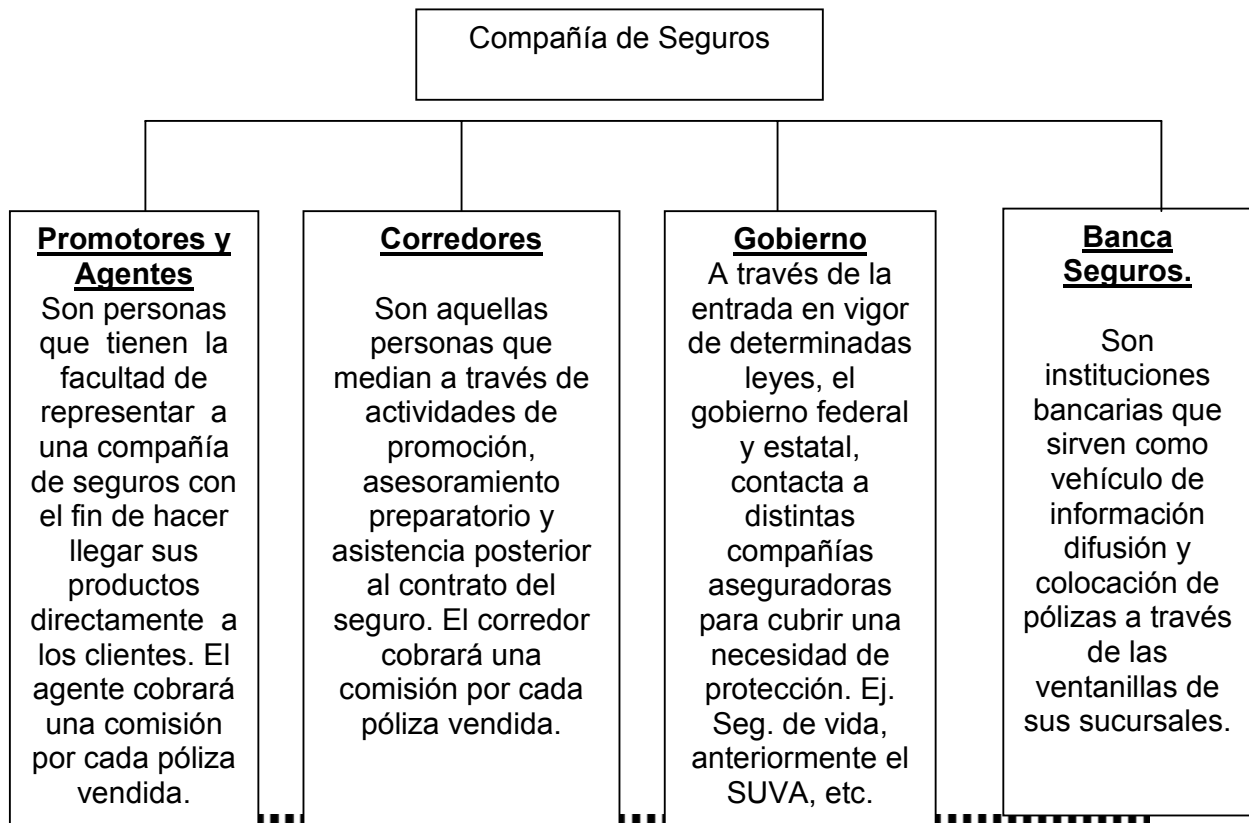 Compañía de Seguros
Promotores y
Agentes
Son personas
que tienen la
facultad de
representar a
una compañía
de seguros con
el fin de hacer
llegar sus
productos
directamente a
los clientes. El
agente cobrará
una comisión
por cada póliza
vendida.
Corredores
Son aquellas
personas que
median a través de
actividades de
promoción,
asesoramiento
preparatorio y
asistencia posterior
al contrato del
seguro. El corredor
cobrará una
comisión por cada
póliza vendida.
Gobierno
A través de la
entrada en vigor
de determinadas
leyes, el
gobierno federal
y estatal,
contacta a
distintas
compañías
aseguradoras
para cubrir una
necesidad de
protección. Ej.
Seg. de vida,
anteriormente el
SUVA, etc.
Banca
Seguros.
Son
instituciones
bancarias que
sirven como
vehículo de
información
difusión y
colocación de
pólizas a través
de las
ventanillas de
sus sucursales.